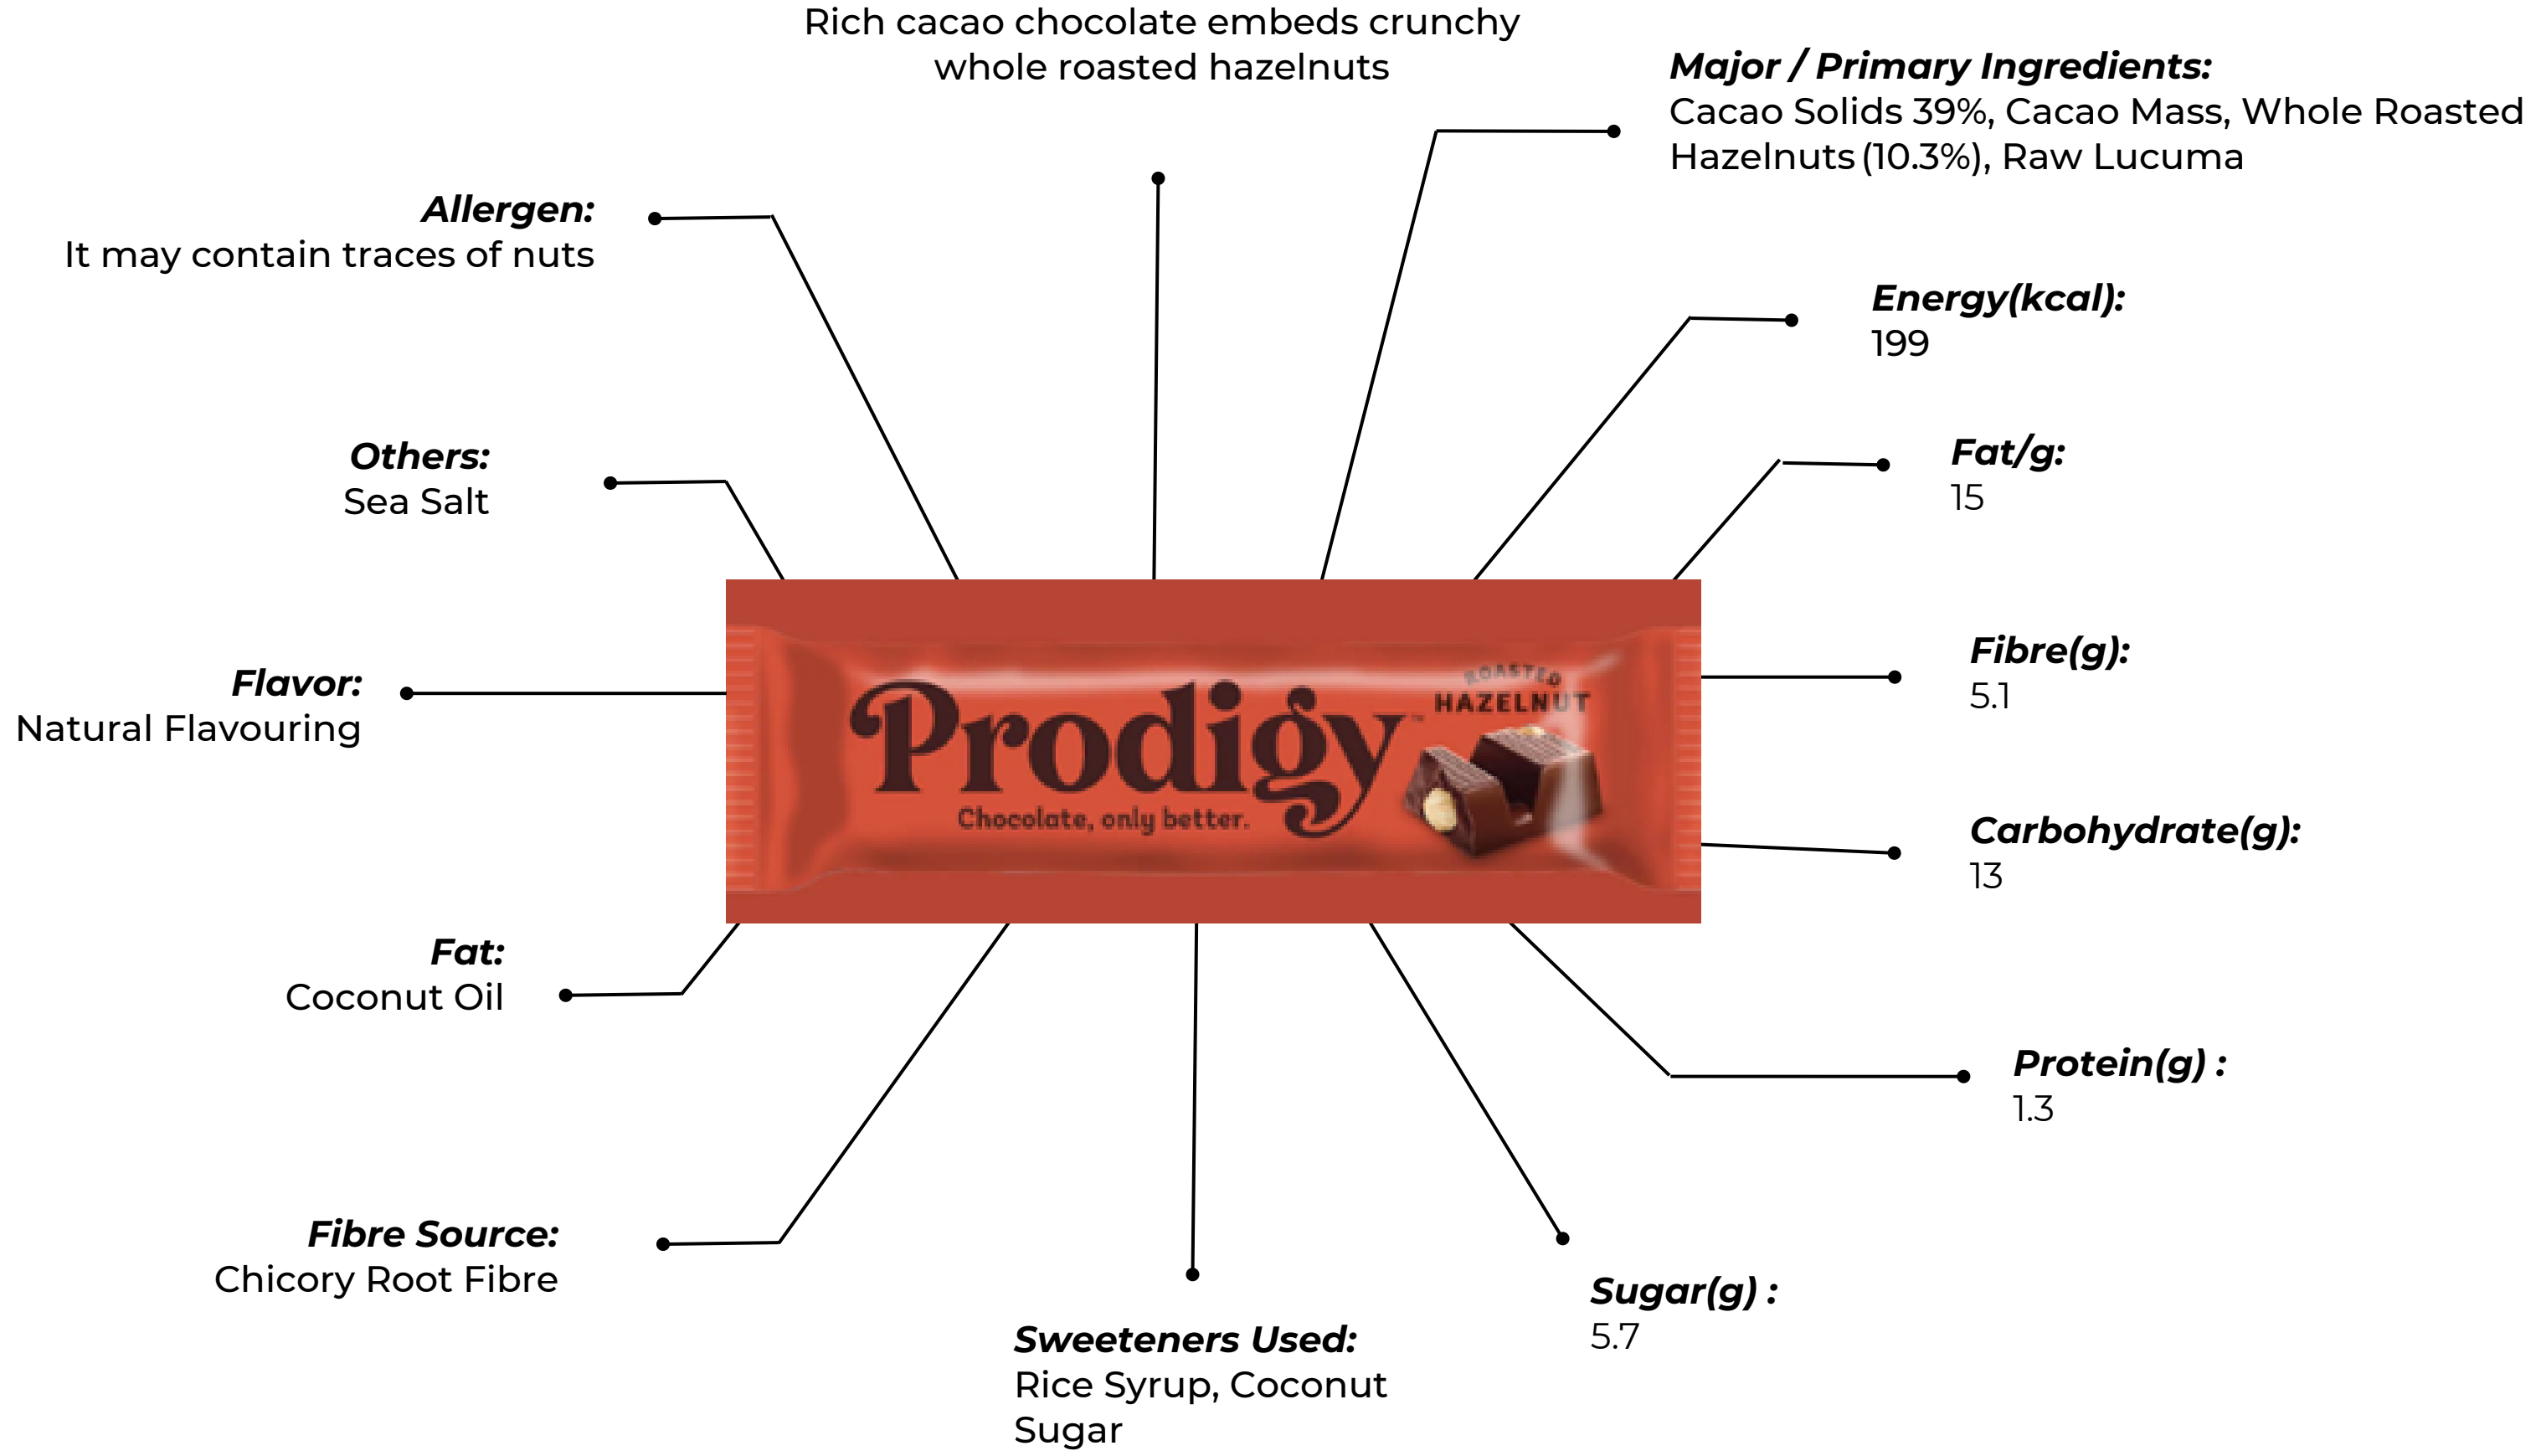 Rich cacao chocolate embeds crunchy
whole roasted hazelnuts
Major / Primary Ingredients:
Cacao Solids 39%, Cacao Mass, Whole Roasted
Hazelnuts (10.3%), Raw Lucuma
Allergen:
It may contain traces of nuts
Energy(kcal):
199
Others:
Sea Salt
Fat/g:
15
Flavor:
Natural Flavouring
Prodigy™
Chocolate, only better.
ROASTED
HAZELNUT
Fibre(g):
5.1
Carbohydrate(g):
13
Fat:
Coconut Oil
Protein(g) :
1.3
Fibre Source:
Chicory Root Fibre
Sweeteners Used:
Rice Syrup, Coconut
Sugar
Sugar(g) :
5.7